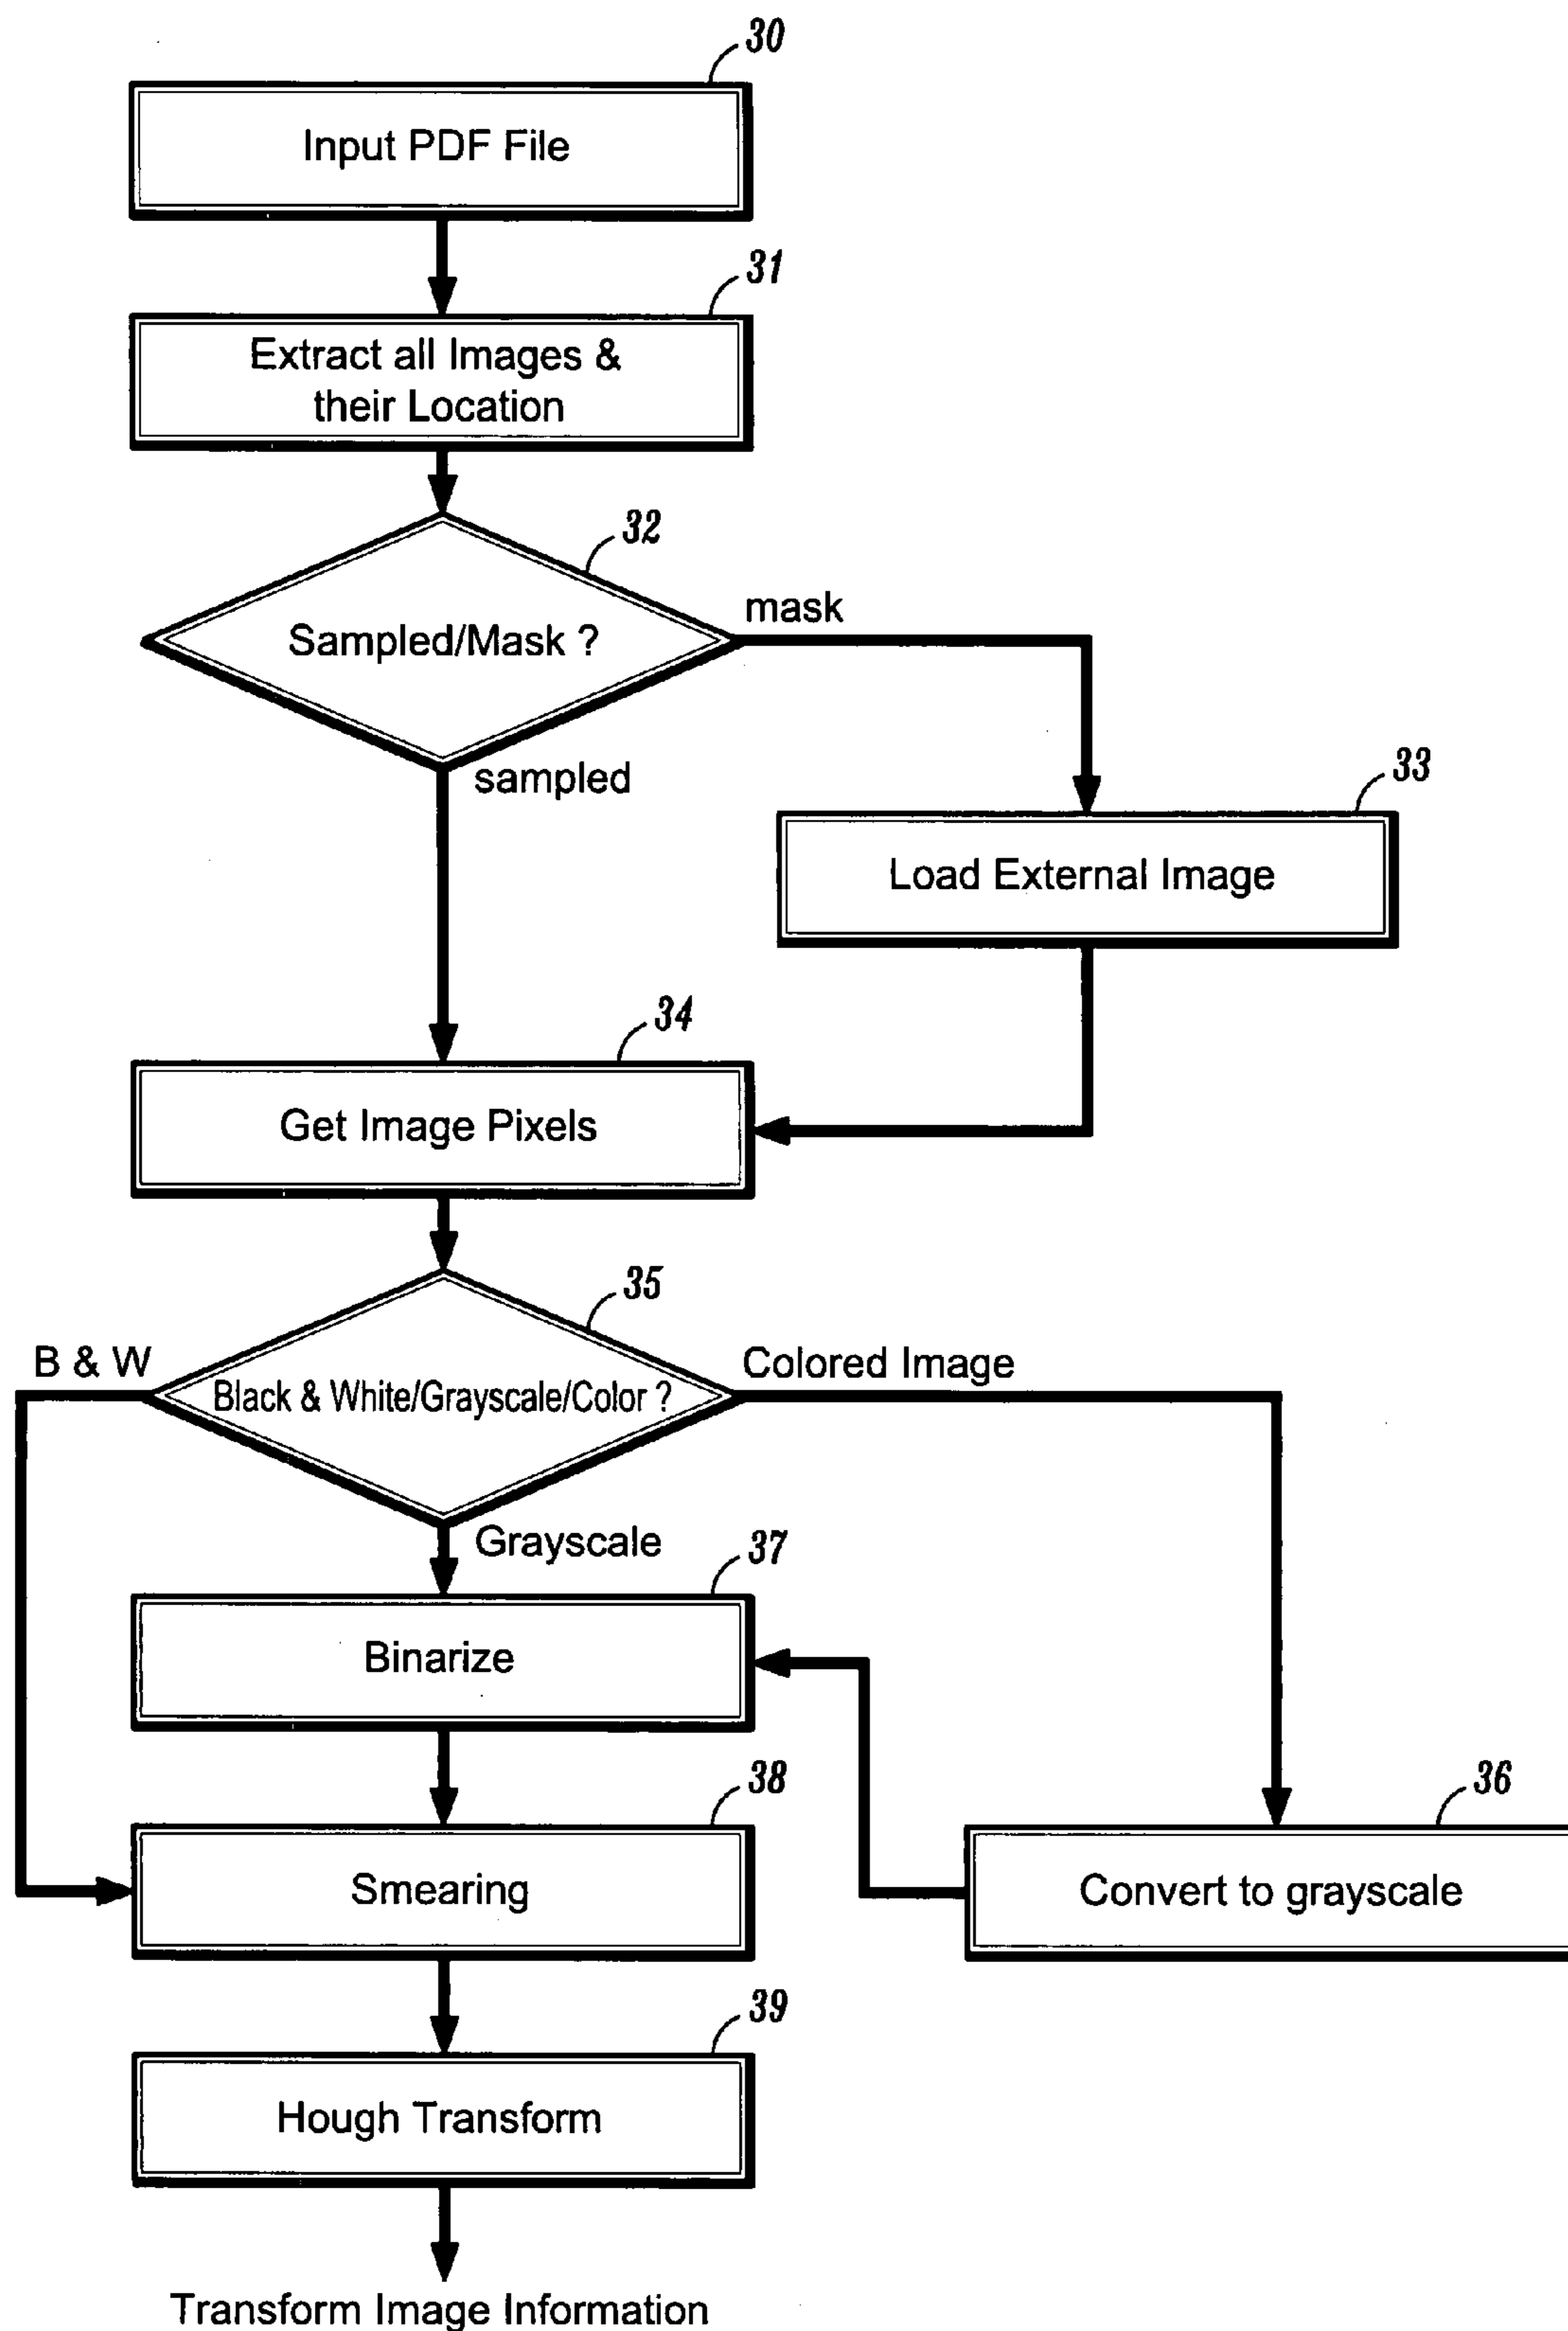 30
Input PDF File
31
Extract all Images &
their Location
32
Sampled/Mask ?
mask
sampled
33
Load External Image
34
Get Image Pixels
35
B & W
Black & White/Grayscale/Color ?
Colored Image
Grayscale
37
Binarize
38
Smearing
36
Convert to grayscale
39
Hough Transform
Transform Image Information